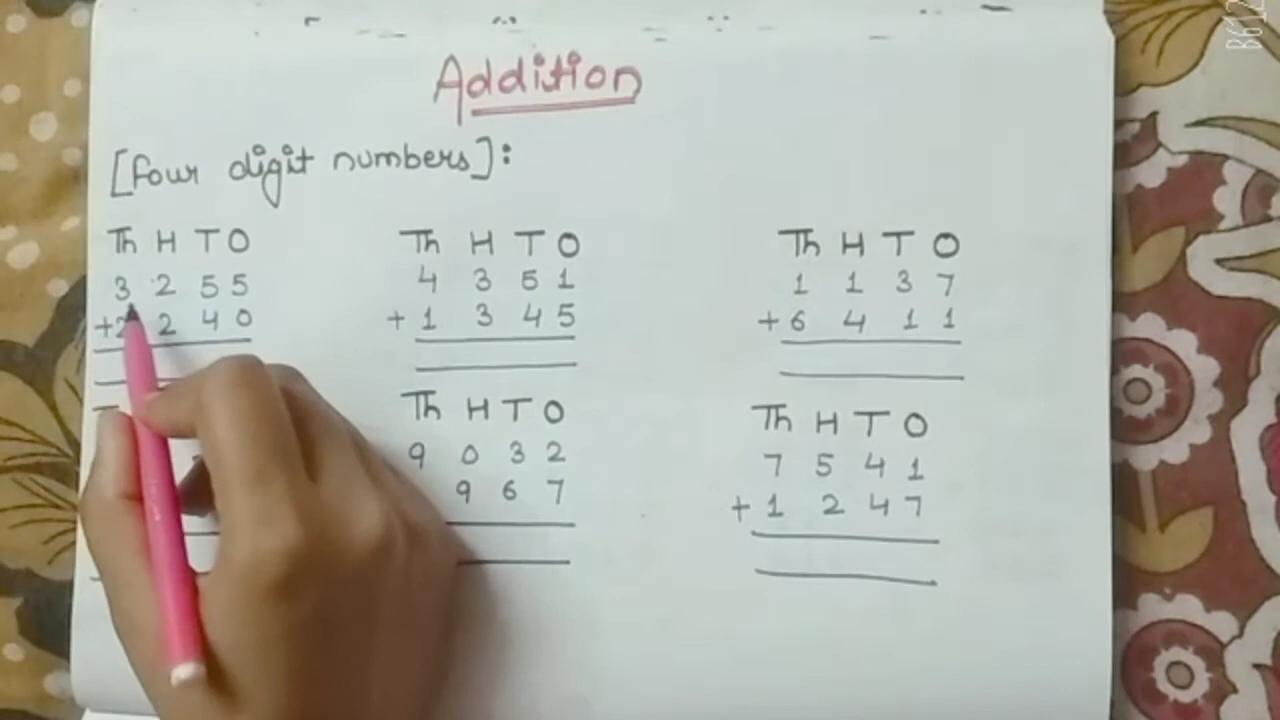 Addition
[Four digit numbers]:
Th H T O
3 2 5 5
+2 2 4 0
Th H T O
4 3 5 1
+ 1 3 4 5
Th H T O
1 1 3 7
+ 6 4 1 1
Th H T O
9 0 3 2
9 6 7
Th H T O
7 5 4 1
+ 1 2 4 7
B612